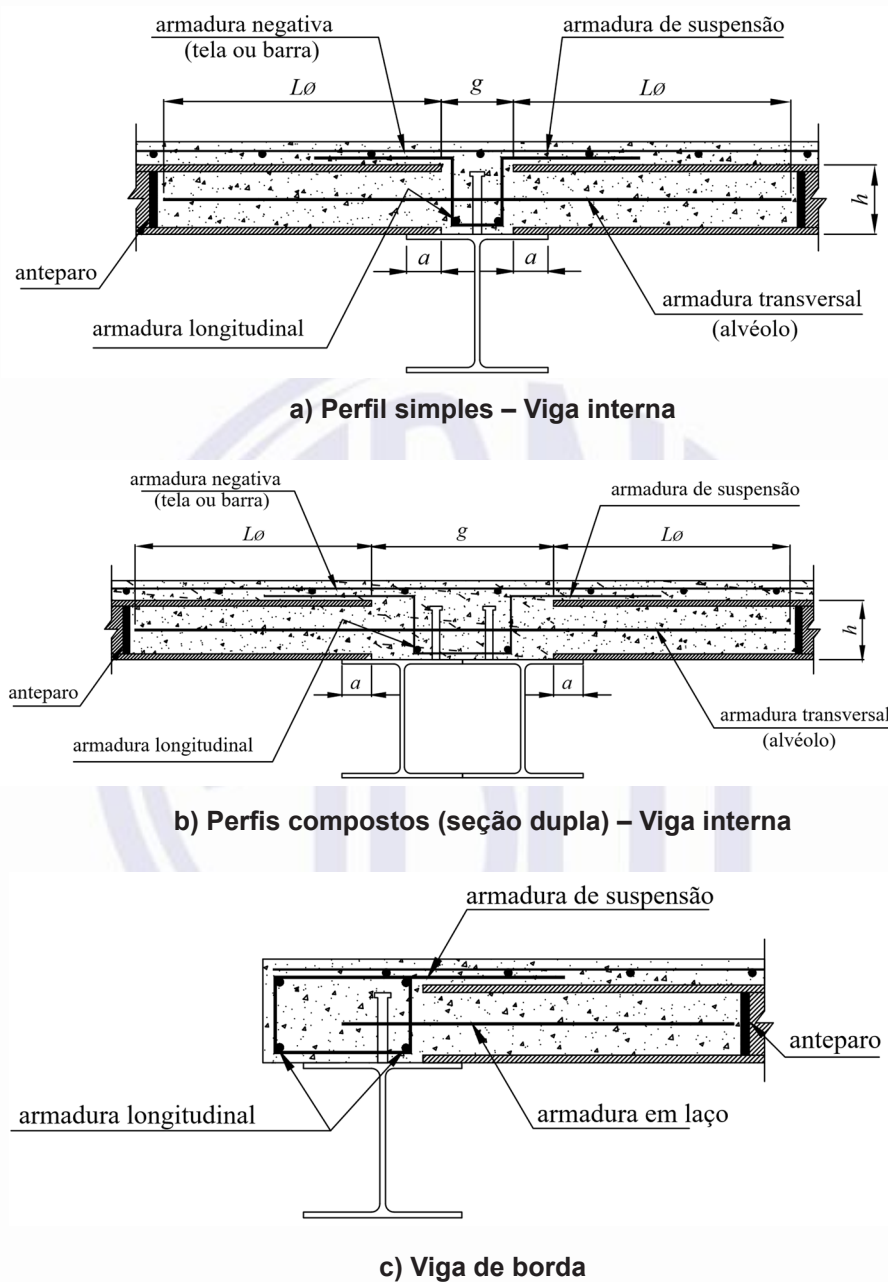 armadura negativa
(tela ou barra)
armadura de suspensão
LØ
g
LØ
h
a
a
anteparo
armadura longitudinal
armadura transversal
(alvéolo)
a) Perfil simples – Viga interna
armadura negativa
(tela ou barra)
armadura de suspensão
LØ
g
LØ
h
a
a
anteparo
armadura longitudinal
armadura transversal
(alvéolo)
b) Perfis compostos (seção dupla) – Viga interna
armadura de suspensão
anteparo
armadura longitudinal
armadura em laço
c) Viga de borda